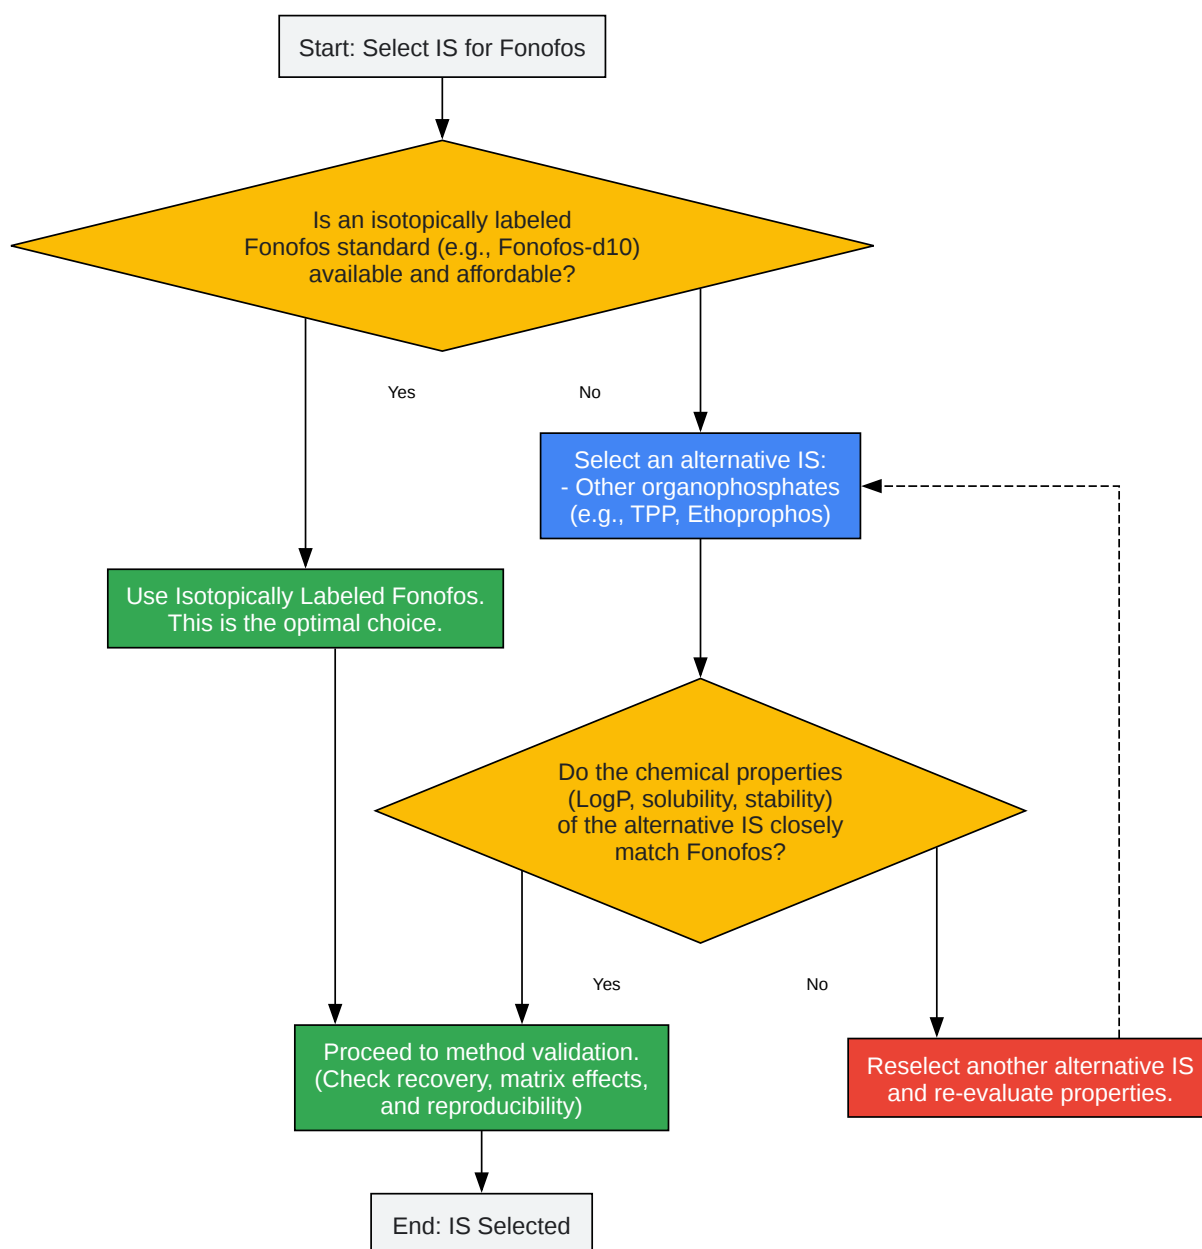 Start: Select IS for Fonofos
Is an isotopically labeled
Fonofos standard (e.g., Fonofos-d10)
available and affordable?
Yes
No
Select an alternative IS:
- Other organophosphates
(e.g., TPP, Ethoprophos)
Use Isotopically Labeled Fonofos.
This is the optimal choice.
Do the chemical properties
(LogP, solubility, stability)
of the alternative IS closely
match Fonofos?
Yes
No
Proceed to method validation.
(Check recovery, matrix effects,
and reproducibility)
Reselect another alternative IS
and re-evaluate properties.
End: IS Selected